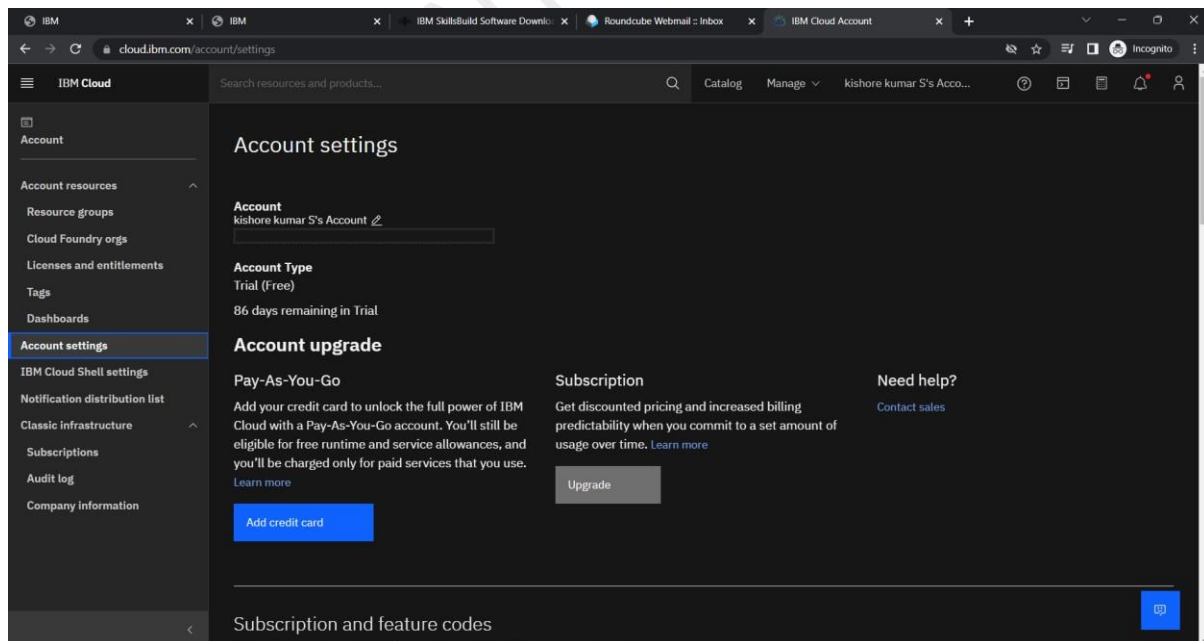 IBM
IBM
IBM SkillsBuild Software Downlo
Roundcube Webmail :: Inbox
IBM Cloud Account
cloud.ibm.com/account/settings
Incognito
IBM Cloud
Search resources and products...
Catalog
Manage
kishore kumar S's Acco...
Account
Account resources
Resource groups
Cloud Foundry orgs
Licenses and entitlements
Tags
Dashboards
Account settings
IBM Cloud Shell settings
Notification distribution list
Classic infrastructure
Subscriptions
Audit log
Company information
Account settings
Account
kishore kumar S's Account
Account Type
Trial (Free)
86 days remaining in Trial
Account upgrade
Pay-As-You-Go
Add your credit card to unlock the full power of IBM
Cloud with a Pay-As-You-Go account. You'll still be
eligible for free runtime and service allowances, and
you'll be charged only for paid services that you use.
Learn more
Add credit card
Subscription
Get discounted pricing and increased billing
predictability when you commit to a set amount of
usage over time. Learn more
Upgrade
Need help?
Contact sales
Subscription and feature codes